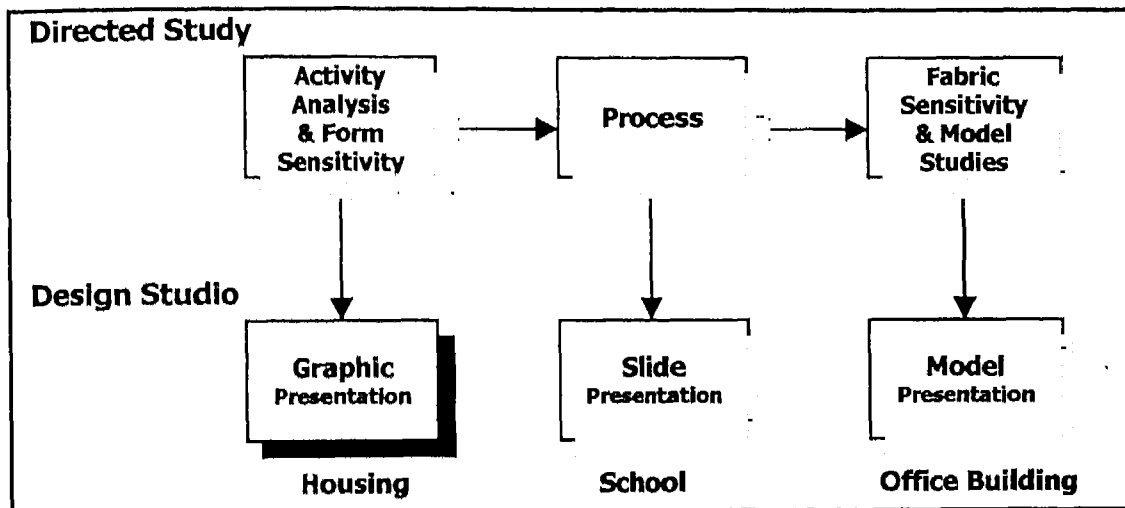 Directed Study
Activity
Analysis
& Form
Sensitivity
Process
Fabric
Sensitivity
& Model
Studies
Design Studio
Graphic
Presentation
Slide
Presentation
Model
Presentation
Housing
School
Office Building